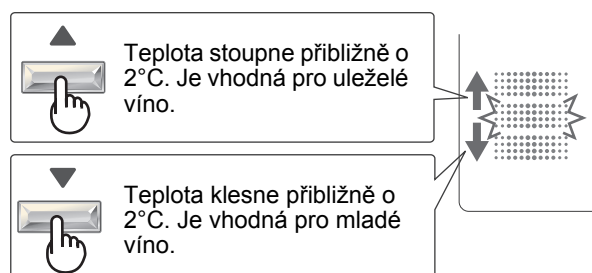 Teplota stoupne přibližně o
2°C. Je vhodná pro uleželé
víno.
Teplota klesne přibližně o
2°C. Je vhodná pro mladé
víno.